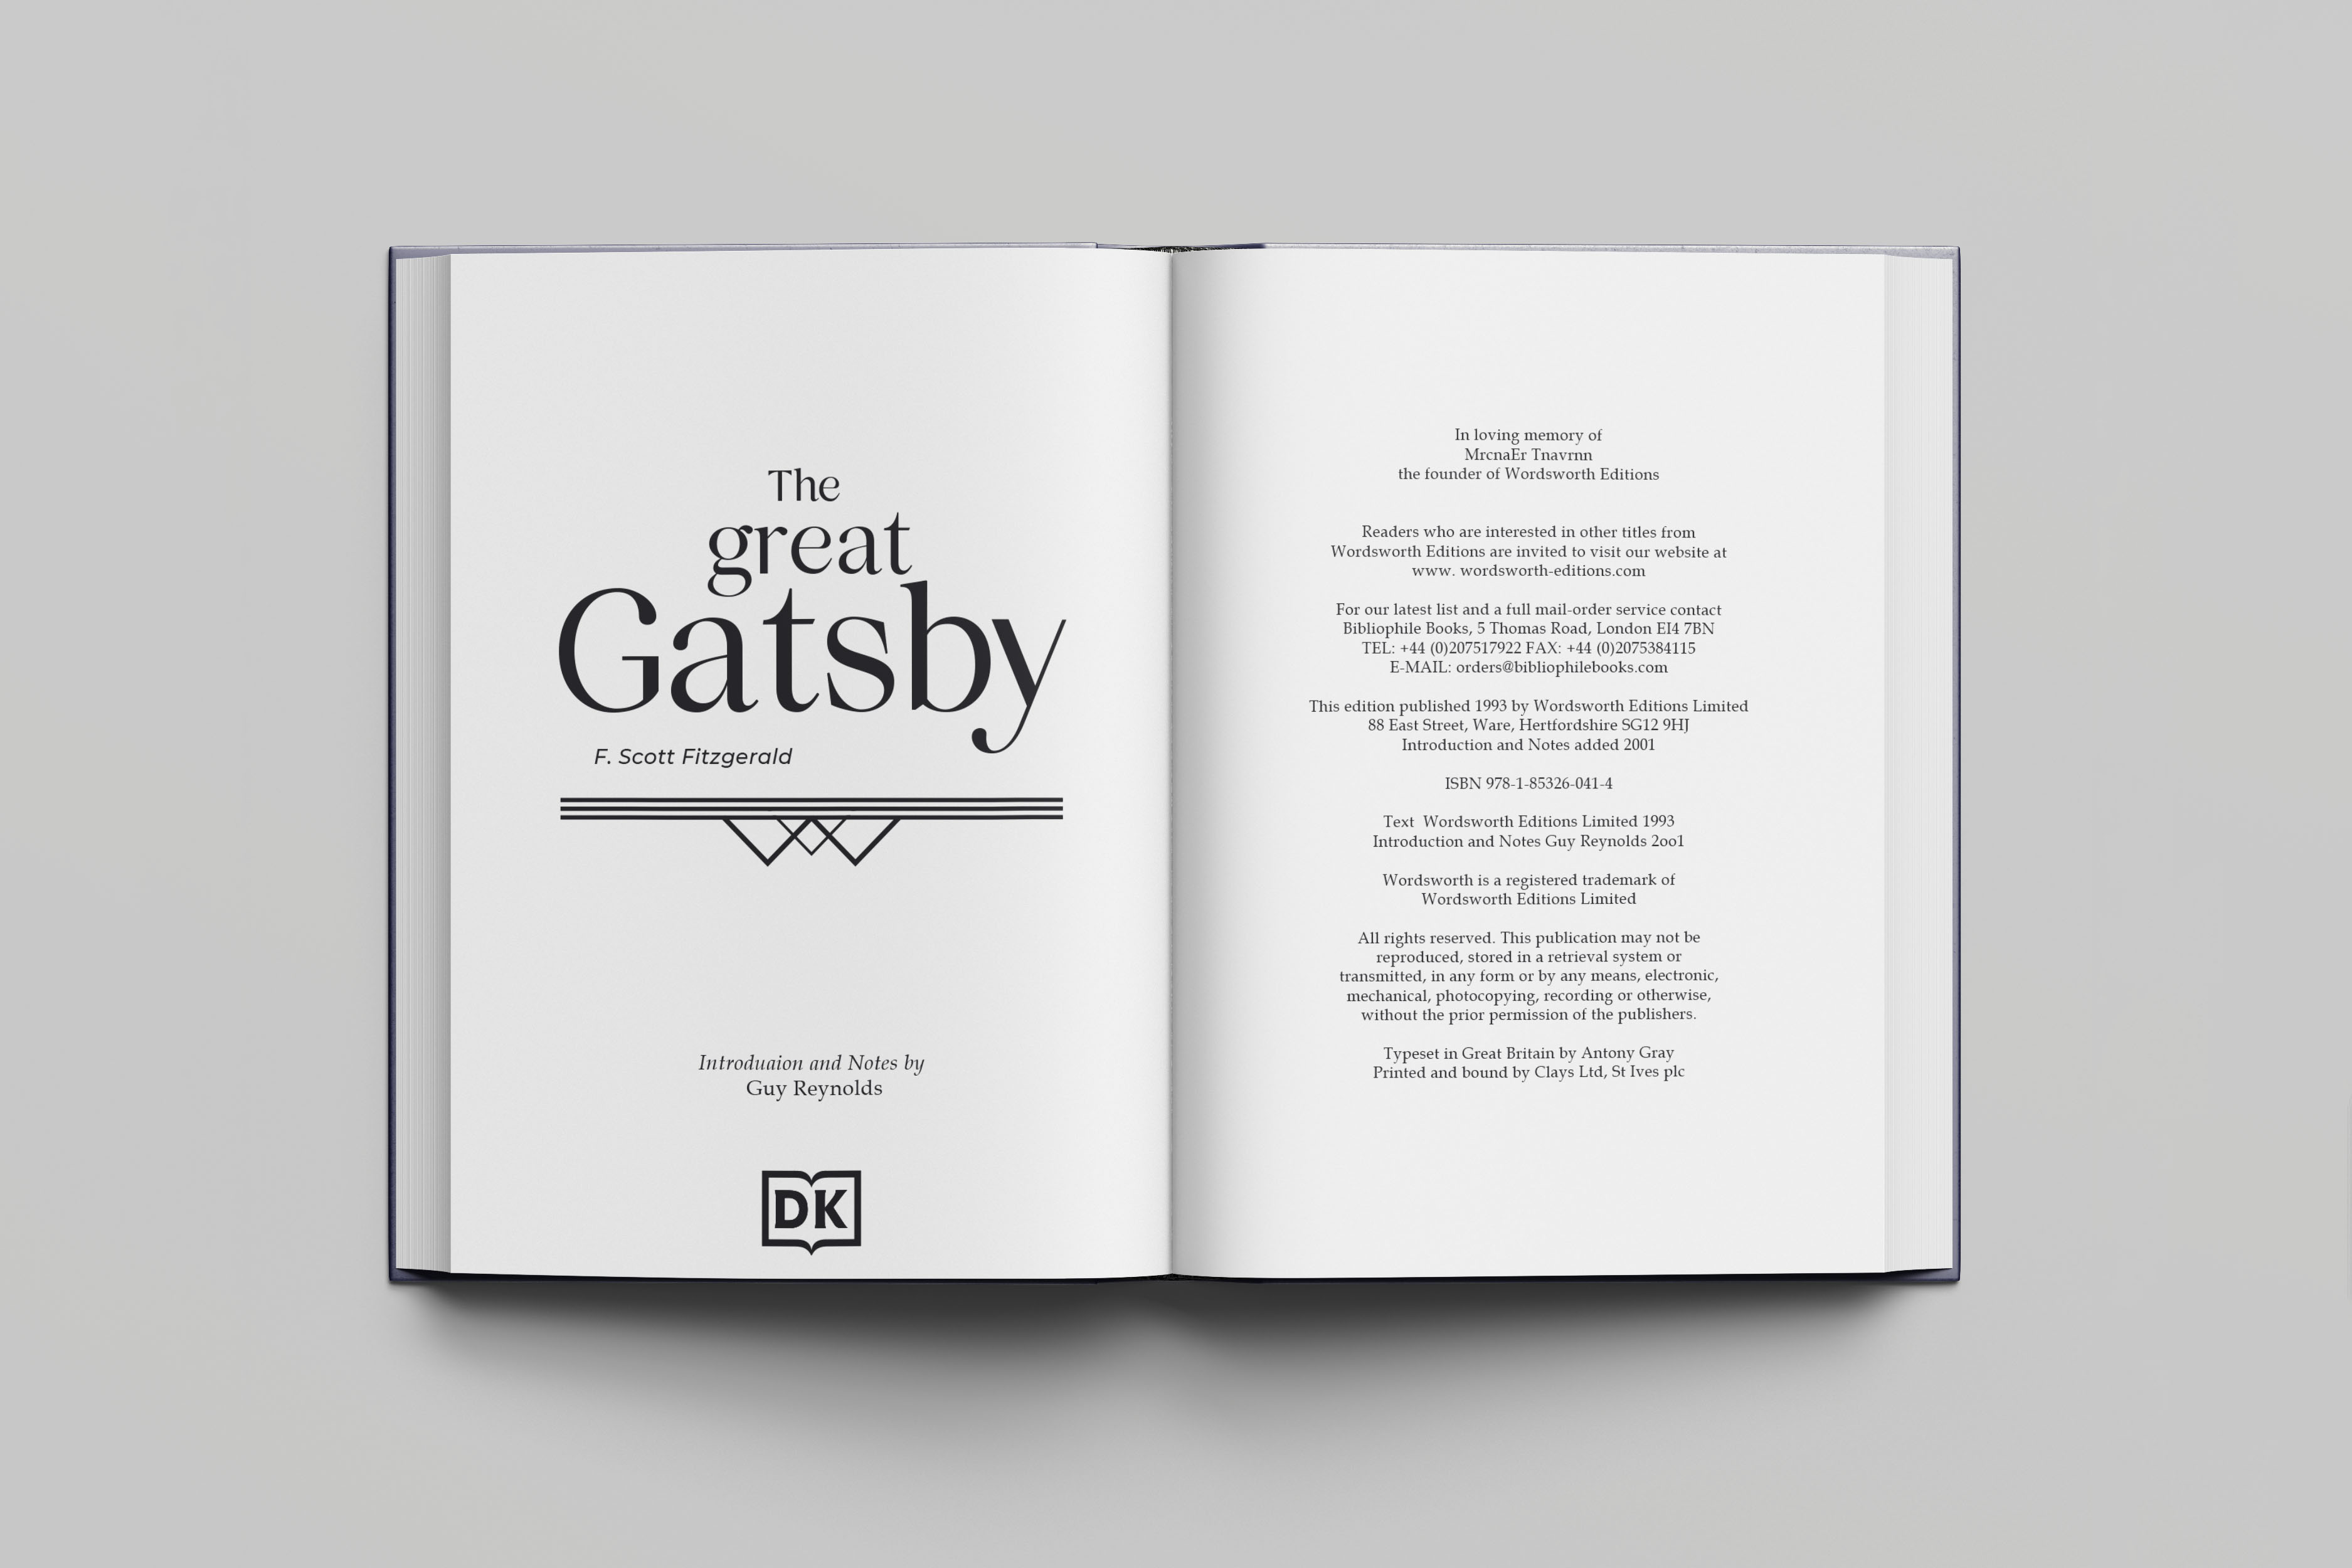 The
great
Gatsby
F. Scott Fitzgerald
Introduaion and Notes by
Guy Reynolds
DK
In loving memory of
MrcnaEr Tnavrnn
the founder of Wordsworth Editions
Readers who are interested in other titles from
Wordsworth Editions are invited to visit our website at
www. wordsworth-editions.com
For our latest list and a full mail-order service contact
Bibliophile Books, 5 Thomas Road, London EI4 7BN
TEL: +44 (0)207517922 FAX: +44 (0)2075384115
E-MAIL: orders@bibliophilebooks.com
This edition published 1993 by Wordsworth Editions Limited
88 East Street, Ware, Hertfordshire SG12 9HJ
Introduction and Notes added 2001
ISBN 978-1-85326-041-4
Text  Wordsworth Editions Limited 1993
Introduction and Notes Guy Reynolds 2oo1
Wordsworth is a registered trademark of
Wordsworth Editions Limited
All rights reserved. This publication may not be
reproduced, stored in a retrieval system or
transmitted, in any form or by any means, electronic,
mechanical, photocopying, recording or otherwise,
without the prior permission of the publishers.
Typeset in Great Britain by Antony Gray
Printed and bound by Clays Ltd, St Ives plc